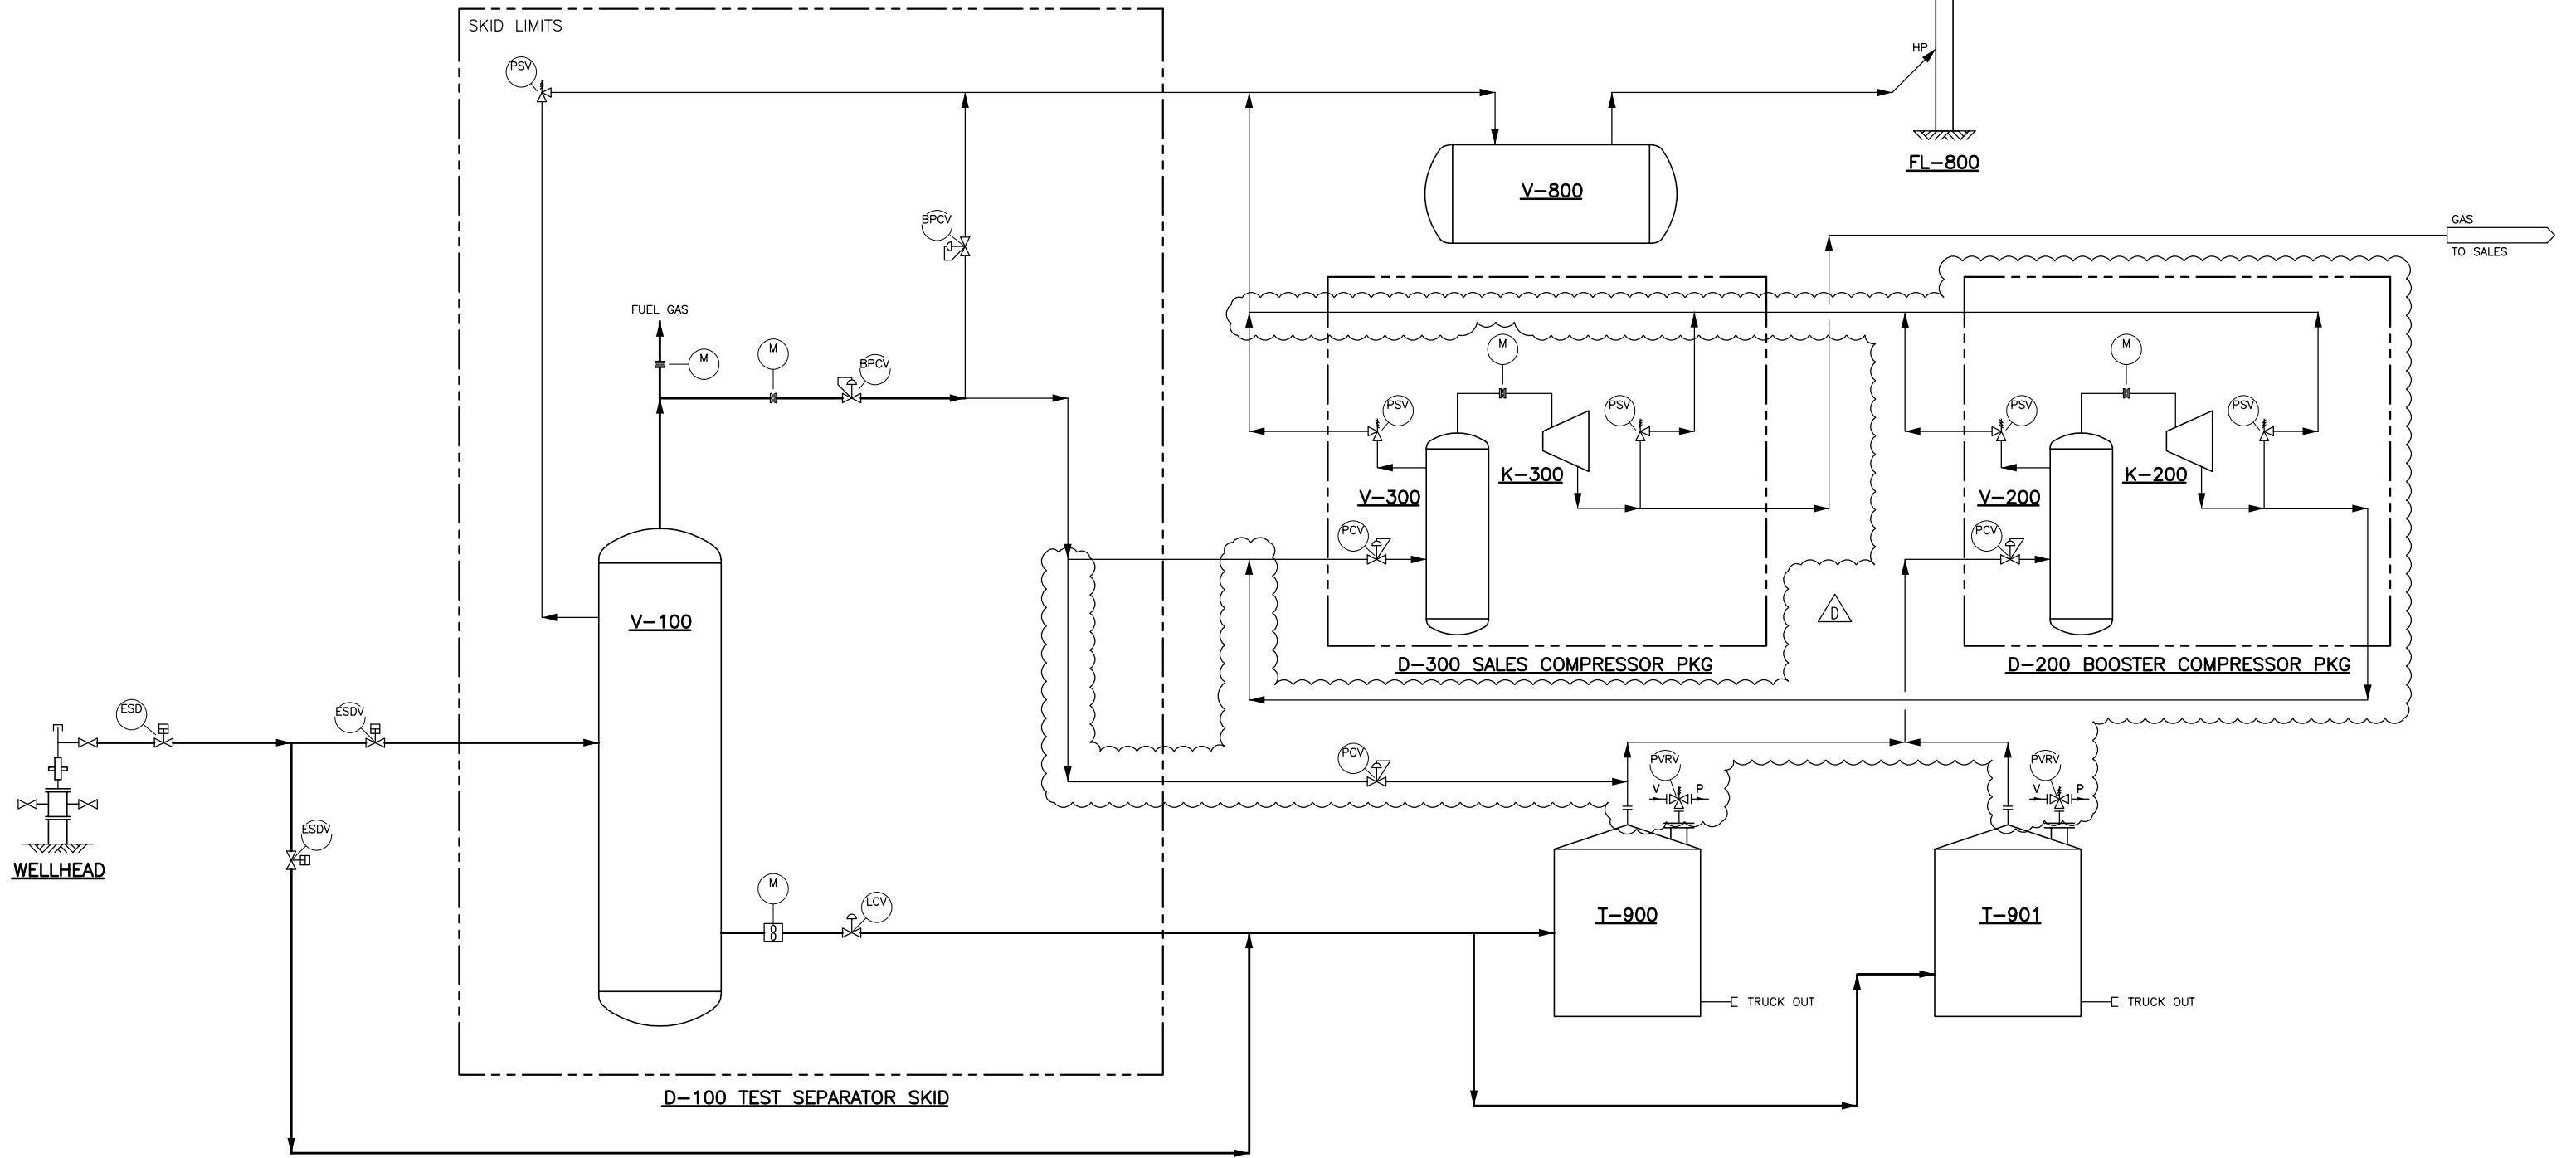 SKID LIMITS
PSV
HP
FL-800
V-800
BPCV
GAS
TO SALES
FUEL GAS
M
M
BPCV
M
M
PSV
PSV
PSV
PSV
K-300
K-200
V-300
V-200
PCV
PCV
D
V-100
D-300 SALES COMPRESSOR PKG
D-200 BOOSTER COMPRESSOR PKG
ESD
ESDV
PCV
PVRV
PVRV
V
P
V
P
ESDV
WELLHEAD
M
LCV
T-900
T-901
TRUCK OUT
TRUCK OUT
D-100 TEST SEPARATOR SKID